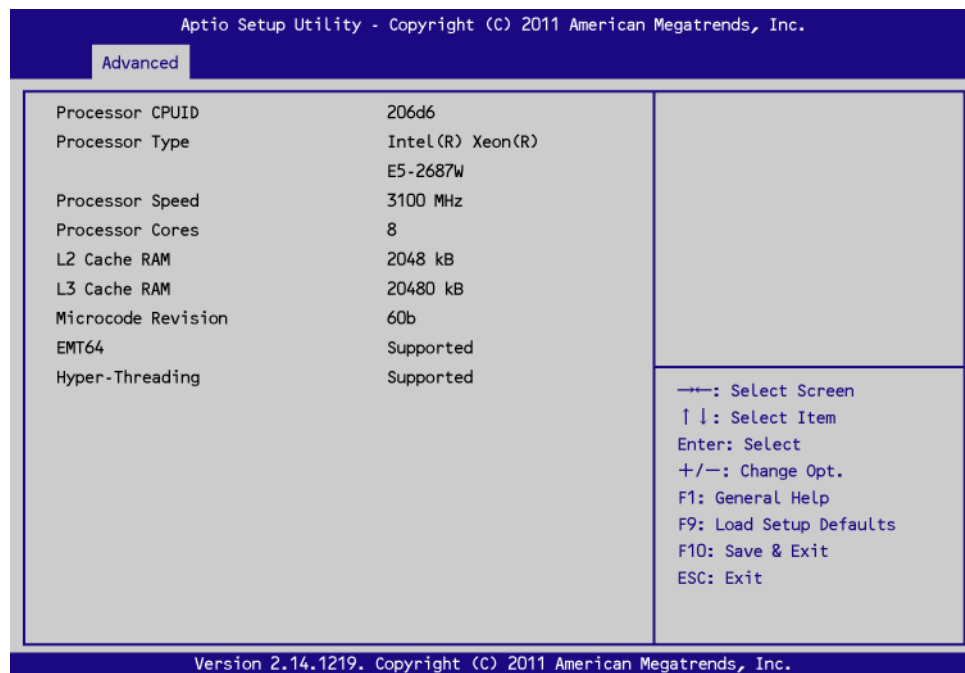 Aptio Setup Utility - Copyright (C) 2011 American Megatrends, Inc.
Advanced
Processor CPUID 206d6
Processor Type Intel(R) Xeon(R)
E5-2687W
Processor Speed 3100 MHz
Processor Cores 8
L2 Cache RAM 2048 kB
L3 Cache RAM 20480 kB
Microcode Revision 60b
EMT64 Supported
Hyper-Threading Supported
→←: Select Screen
↑↓: Select Item
Enter: Select
+/-: Change Opt.
F1: General Help
F9: Load Setup Defaults
F10: Save & Exit
ESC: Exit
Version 2.14.1219. Copyright (C) 2011 American Megatrends, Inc.